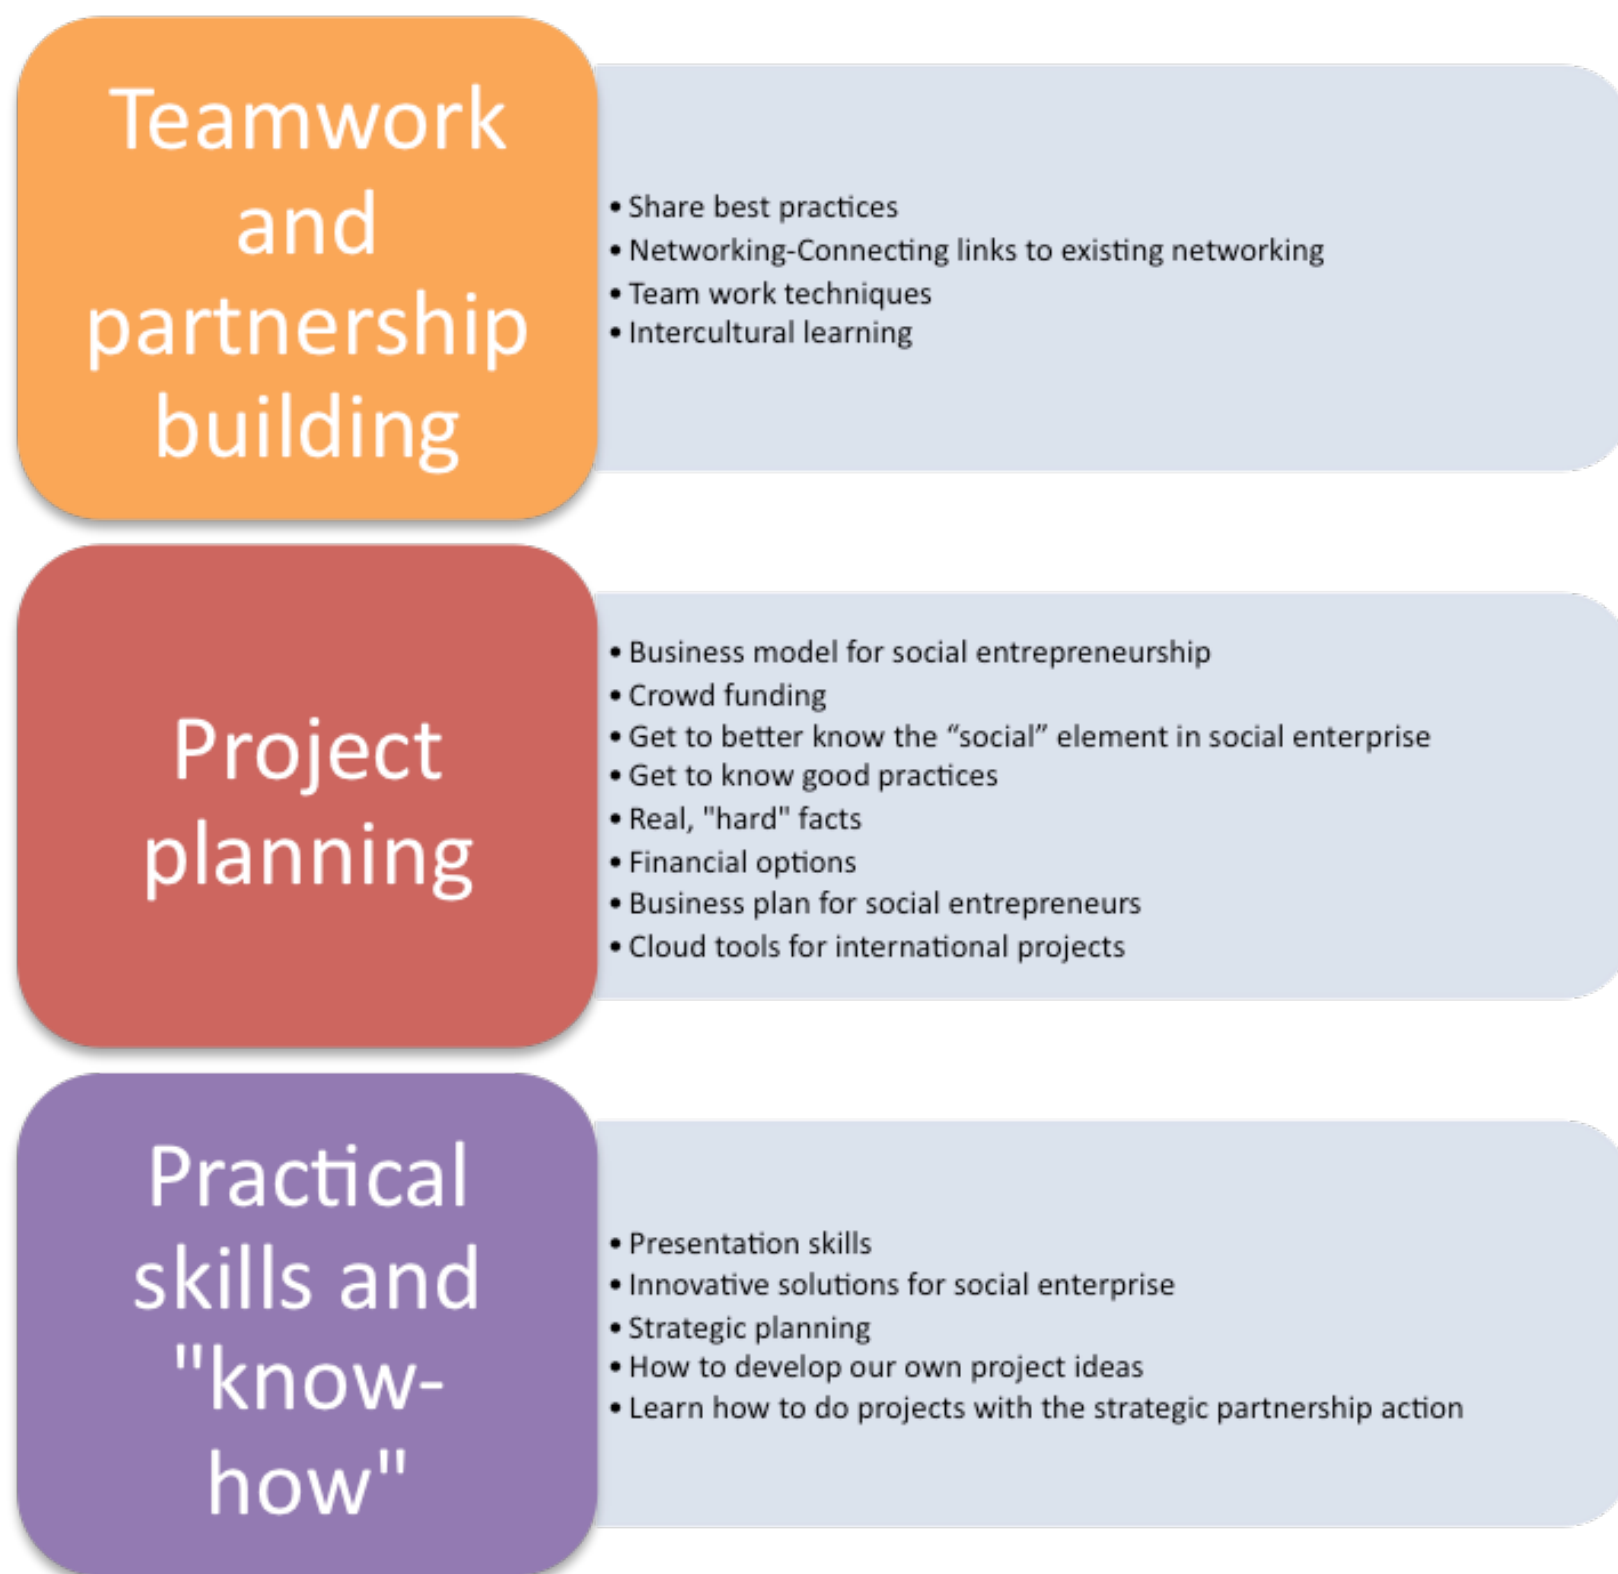 Teamwork
and
partnership
building
• Share best practices
• Networking-Connecting links to existing networking
• Team work techniques
• Intercultural learning
Project
planning
• Business model for social entrepreneurship
• Crowd funding
• Get to better know the “social” element in social enterprise
• Get to know good practices
• Real, "hard" facts
• Financial options
• Business plan for social entrepreneurs
• Cloud tools for international projects
Practical
skills and
"know-
how"
• Presentation skills
• Innovative solutions for social enterprise
• Strategic planning
• How to develop our own project ideas
• Learn how to do projects with the strategic partnership action